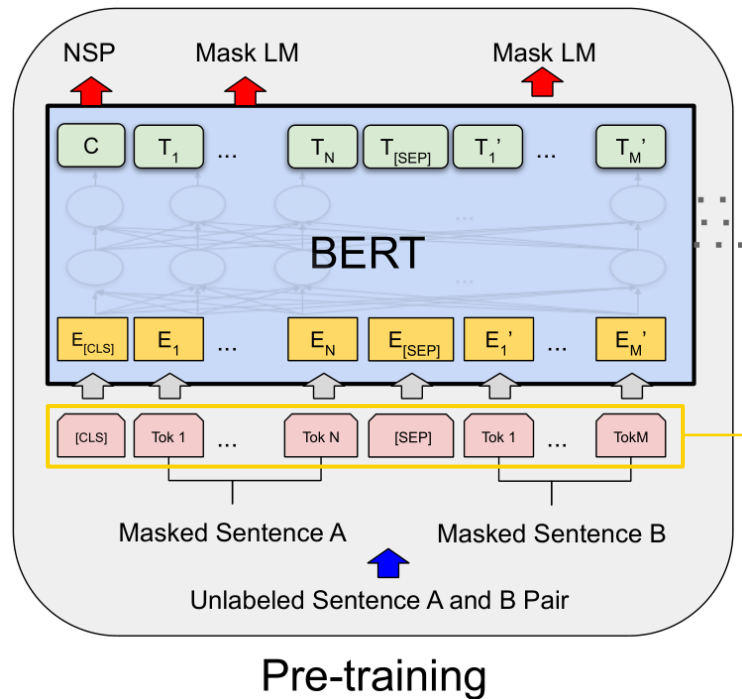 NSP Mask LM Mask LM
C T1 ... TN T[SEP] T1’ ... TM’
...
BERT
...
E[CLS] E1 ... EN E[SEP] E1’ ... EM’
[CLS] Tok 1 ... Tok N [SEP] Tok 1 ... TokM
Masked Sentence A Masked Sentence B
Unlabeled Sentence A and B Pair
Pre-training